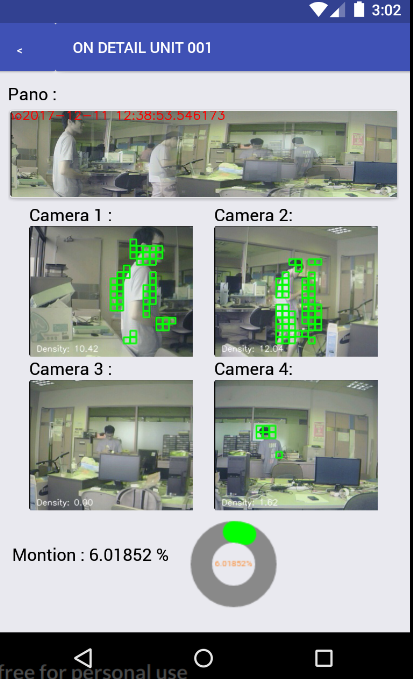 3:02
< ON DETAIL UNIT 001
Pano :
2017-12-11 12:38:53.546173
Camera 1 :
Camera 2:
Density: 10.42
Density: 12.04
Camera 3 :
Camera 4:
Density: 0.00
Density: 1.62
Montion : 6.01852 %
6.01852%
free for personal use